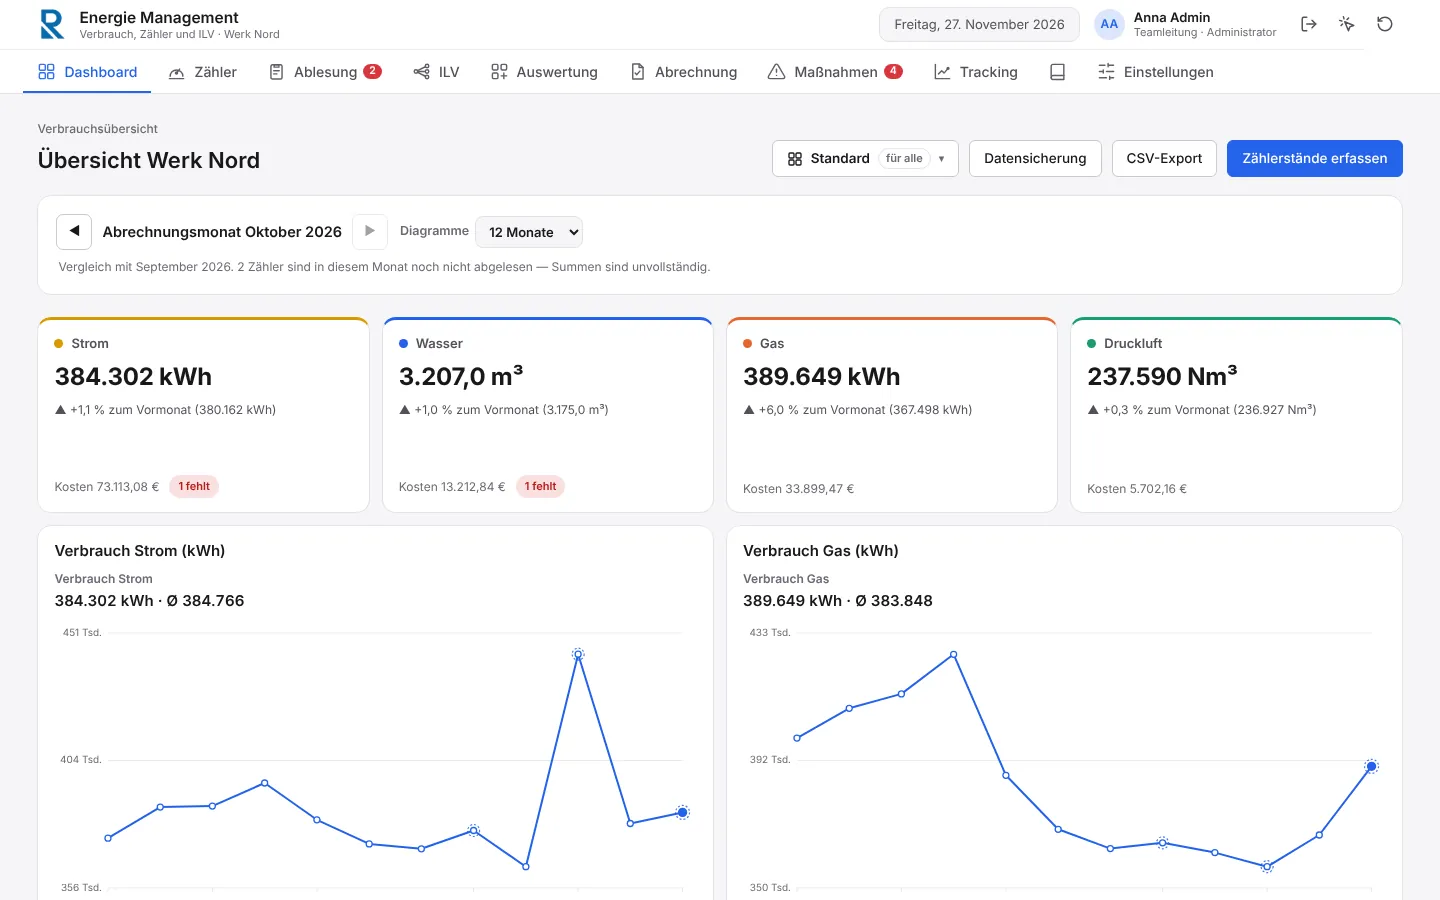 Energie Management
Verbrauch, Zähler und ILV · Werk Nord
Freitag, 27. November 2026
AA
Anna Admin
Teamleitung · Administrator
Dashboard
Zähler
Ablesung 2
ILV
Auswertung
Abrechnung
Maßnahmen 4
Tracking
Einstellungen
Verbrauchsübersicht
Übersicht Werk Nord
Standard für alle ▾
Datensicherung
CSV-Export
Zählerstände erfassen
◀ Abrechnungsmonat Oktober 2026 ▶ Diagramme 12 Monate
Vergleich mit September 2026. 2 Zähler sind in diesem Monat noch nicht abgelesen — Summen sind unvollständig.
Strom
384.302 kWh
▲ +1,1 % zum Vormonat (380.162 kWh)
Kosten 73.113,08 € 1 fehlt
Wasser
3.207,0 m³
▲ +1,0 % zum Vormonat (3.175,0 m³)
Kosten 13.212,84 € 1 fehlt
Gas
389.649 kWh
▲ +6,0 % zum Vormonat (367.498 kWh)
Kosten 33.899,47 €
Druckluft
237.590 Nm³
▲ +0,3 % zum Vormonat (236.927 Nm³)
Kosten 5.702,16 €
Verbrauch Strom (kWh)
Verbrauch Strom
384.302 kWh · Ø 384.766
451 Tsd.
404 Tsd.
356 Tsd.
Verbrauch Gas (kWh)
Verbrauch Gas
389.649 kWh · Ø 383.848
433 Tsd.
392 Tsd.
350 Tsd.